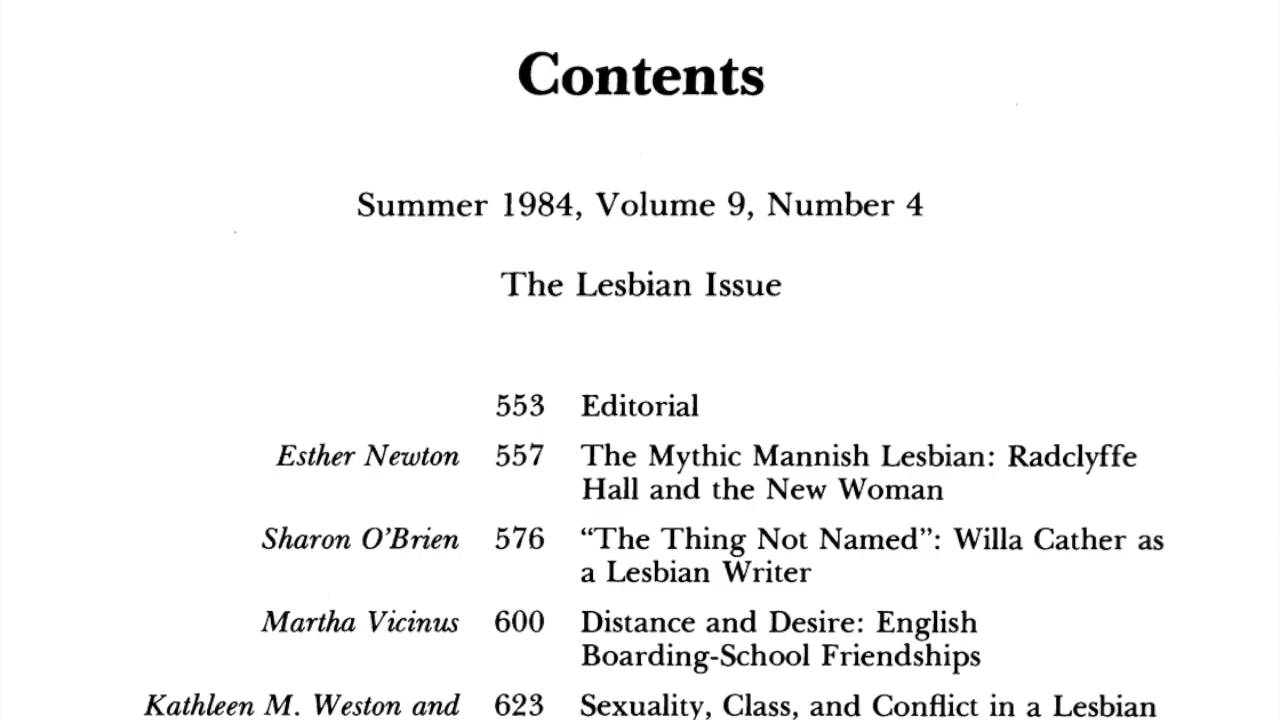 Contents
Summer 1984, Volume 9, Number 4
The Lesbian Issue
553 Editorial
Esther Newton 557 The Mythic Mannish Lesbian: Radclyffe
Hall and the New Woman
Sharon O'Brien 576 “The Thing Not Named”: Willa Cather as
a Lesbian Writer
Martha Vicinus 600 Distance and Desire: English
Boarding-School Friendships
Kathleen M. Weston and 623 Sexuality, Class, and Conflict in a Lesbian